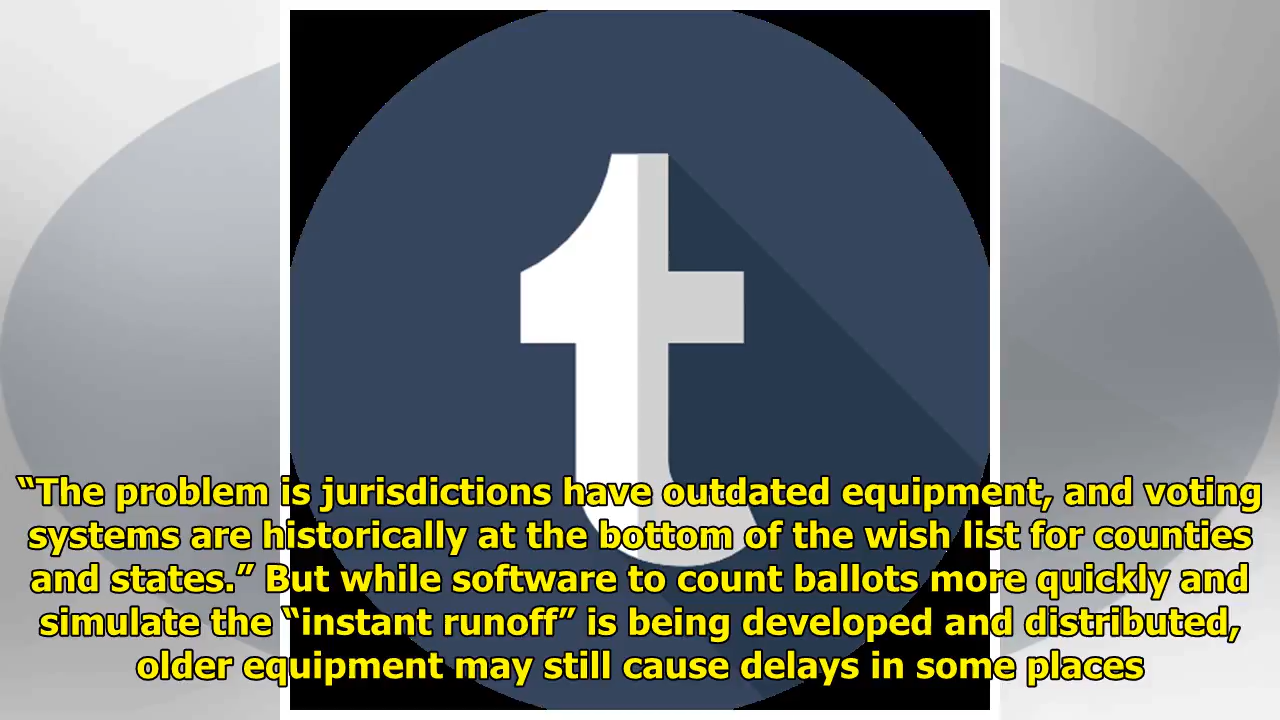 “The problem is jurisdictions have outdated equipment, and voting
systems are historically at the bottom of the wish list for counties
and states.” But while software to count ballots more quickly and
simulate the “instant runoff” is being developed and distributed,
older equipment may still cause delays in some places